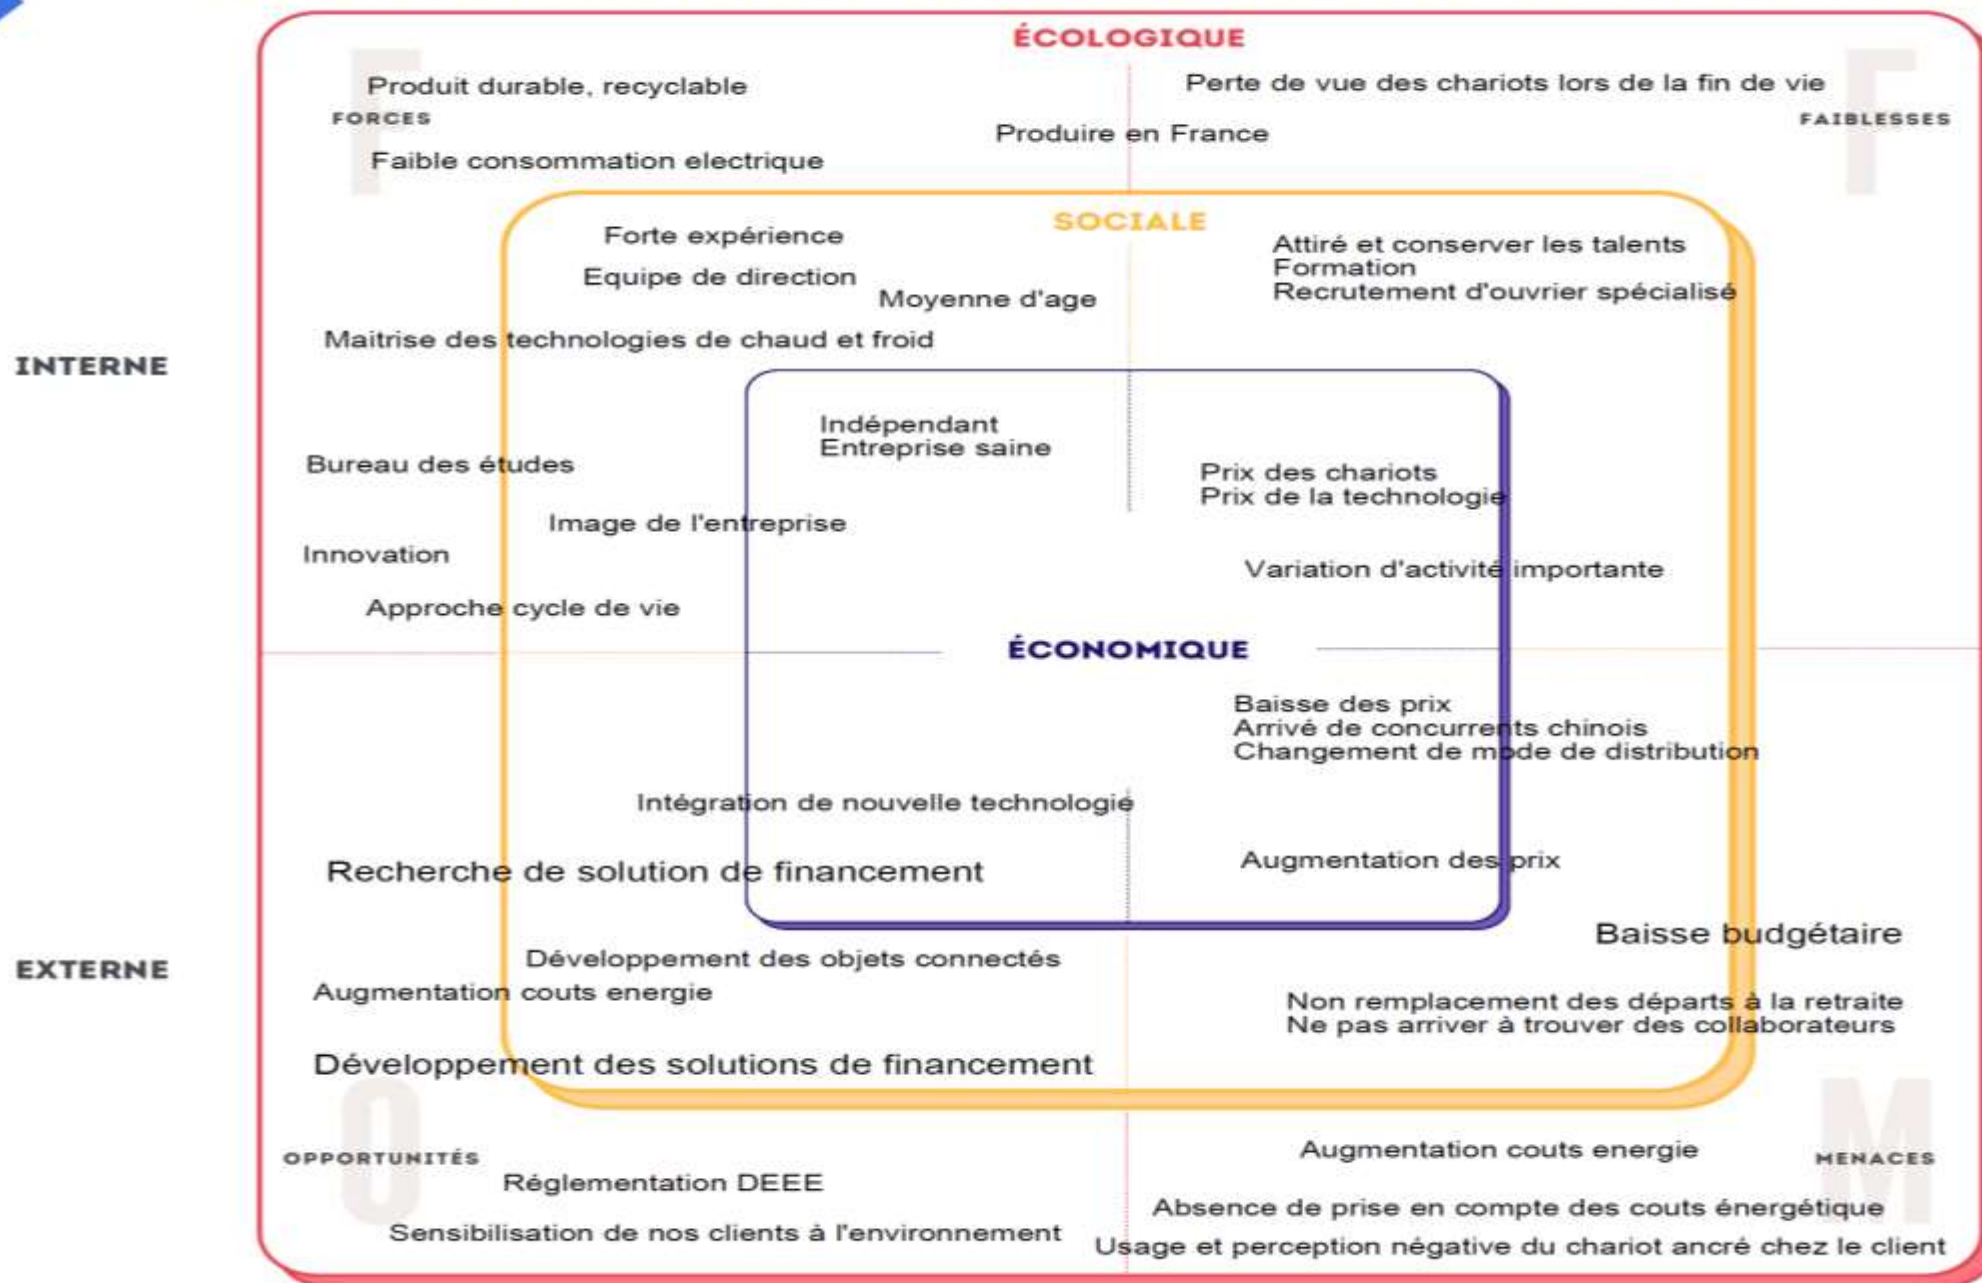 ÉCOLOGIQUE
Produit durable, recyclable
Perte de vue des chariots lors de la fin de vie
FORCES
FAIBLESSES
Produire en France
Faible consommation electrique
SOCIALE
Forte expérience
Attiré et conserver les talents
Formation
Recrutement d'ouvrier spécialisé
Equipe de direction
Moyenne d'age
Maitrise des technologies de chaud et froid
INTERNE
Indépendant
Entreprise saine
Bureau des études
Prix des chariots
Prix de la technologie
Image de l'entreprise
Innovation
Variation d'activité importante
Approche cycle de vie
ÉCONOMIQUE
Baisse des prix
Arrivé de concurrents chinois
Changement de mode de distribution
Intégration de nouvelle technologie
Recherche de solution de financement
Augmentation des prix
Baisse budgétaire
EXTERNE
Développement des objets connectés
Augmentation couts energie
Non remplacement des départs à la retraite
Ne pas arriver à trouver des collaborateurs
Développement des solutions de financement
OPPORTUNITÉS
Augmentation couts energie
MENACES
Réglementation DEEE
Absence de prise en compte des couts énergétique
Sensibilisation de nos clients à l'environnement
Usage et perception négative du chariot ancré chez le client
F
F
O
M